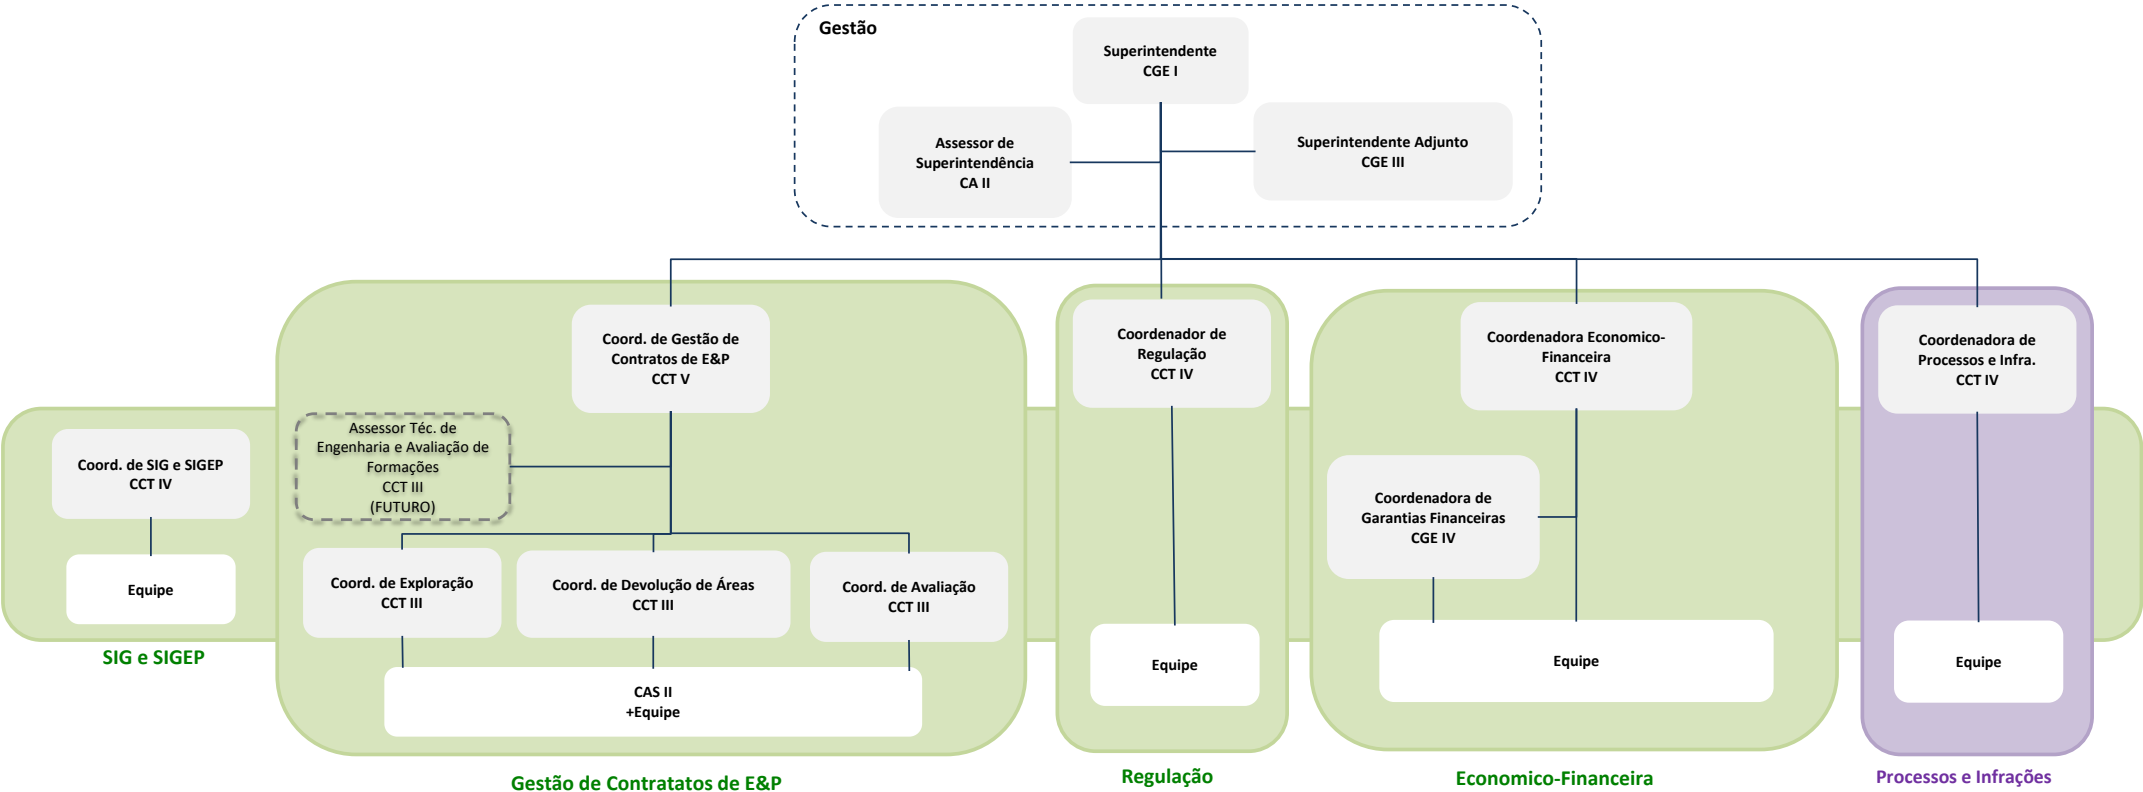 Gestão
Superintendente
CGE I
Assessor de
Superintendência
CA II
Superintendente Adjunto
CGE III
Coord. de Gestão de
Contratos de E&P
CCT V
Coordenador de
Regulação
CCT IV
Coordenadora Economico-
Financeira
CCT IV
Coordenadora de
Processos e Infra.
CCT IV
Assessor Téc. de
Engenharia e Avaliação de
Formações
CCT III
(FUTURO)
Coord. de SIG e SIGEP
CCT IV
Coordenadora de
Garantias Financeiras
CGE IV
Equipe
Coord. de Exploração
CCT III
Coord. de Devolução de Áreas
CCT III
Coord. de Avaliação
CCT III
CAS II
+Equipe
Equipe
Equipe
Equipe
SIG e SIGEP
Gestão de Contratatos de E&P
Regulação
Economico-Financeira
Processos e Infrações